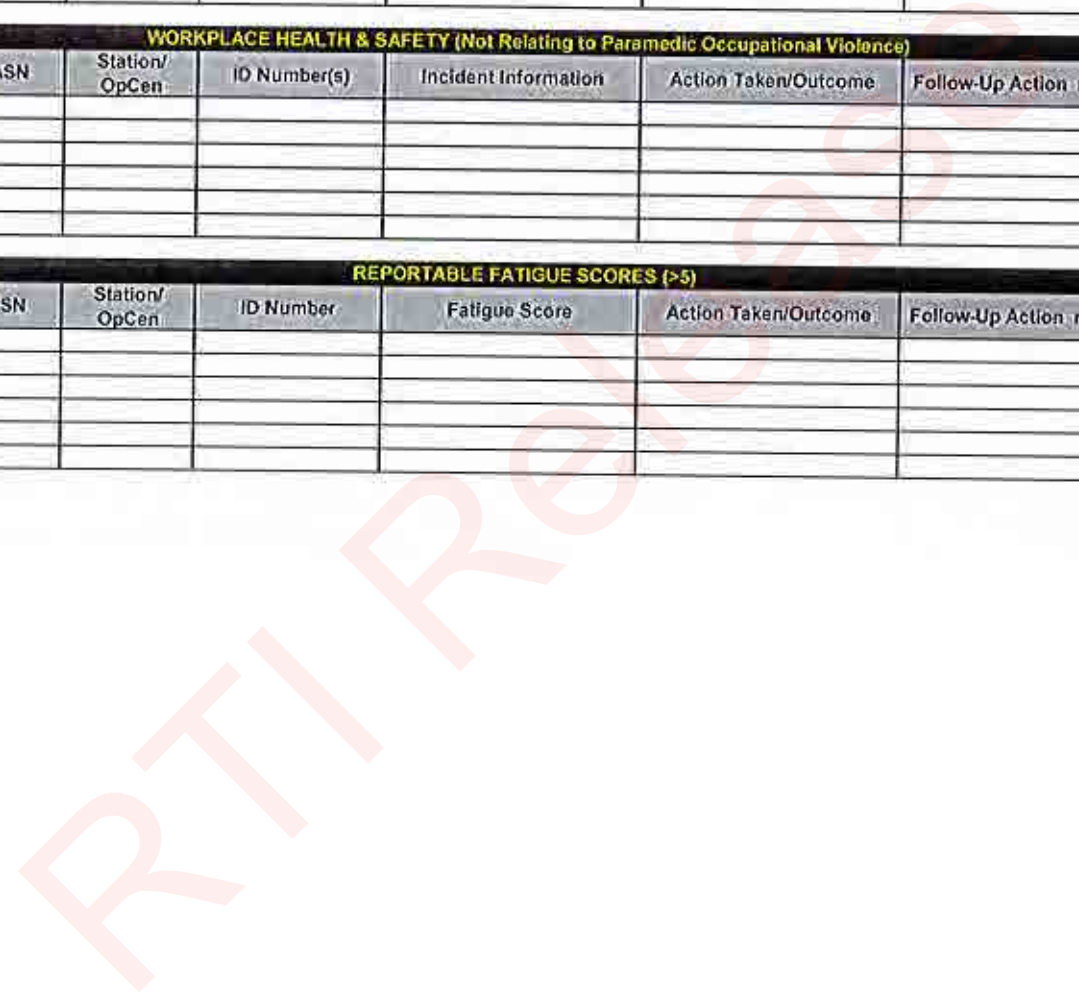 WORKPLACE HEALTH & SAFETY (Not Relating to Paramedic Occupational Violence)
SN Station/ OpCen ID Number(s) Incident Information Action Taken/Outcome Follow-Up Action
REPORTABLE FATIGUE SCORES (>5)
SN Station/ OpCen ID Number Fatigue Score Action Taken/Outcome Follow-Up Action
RTI Release